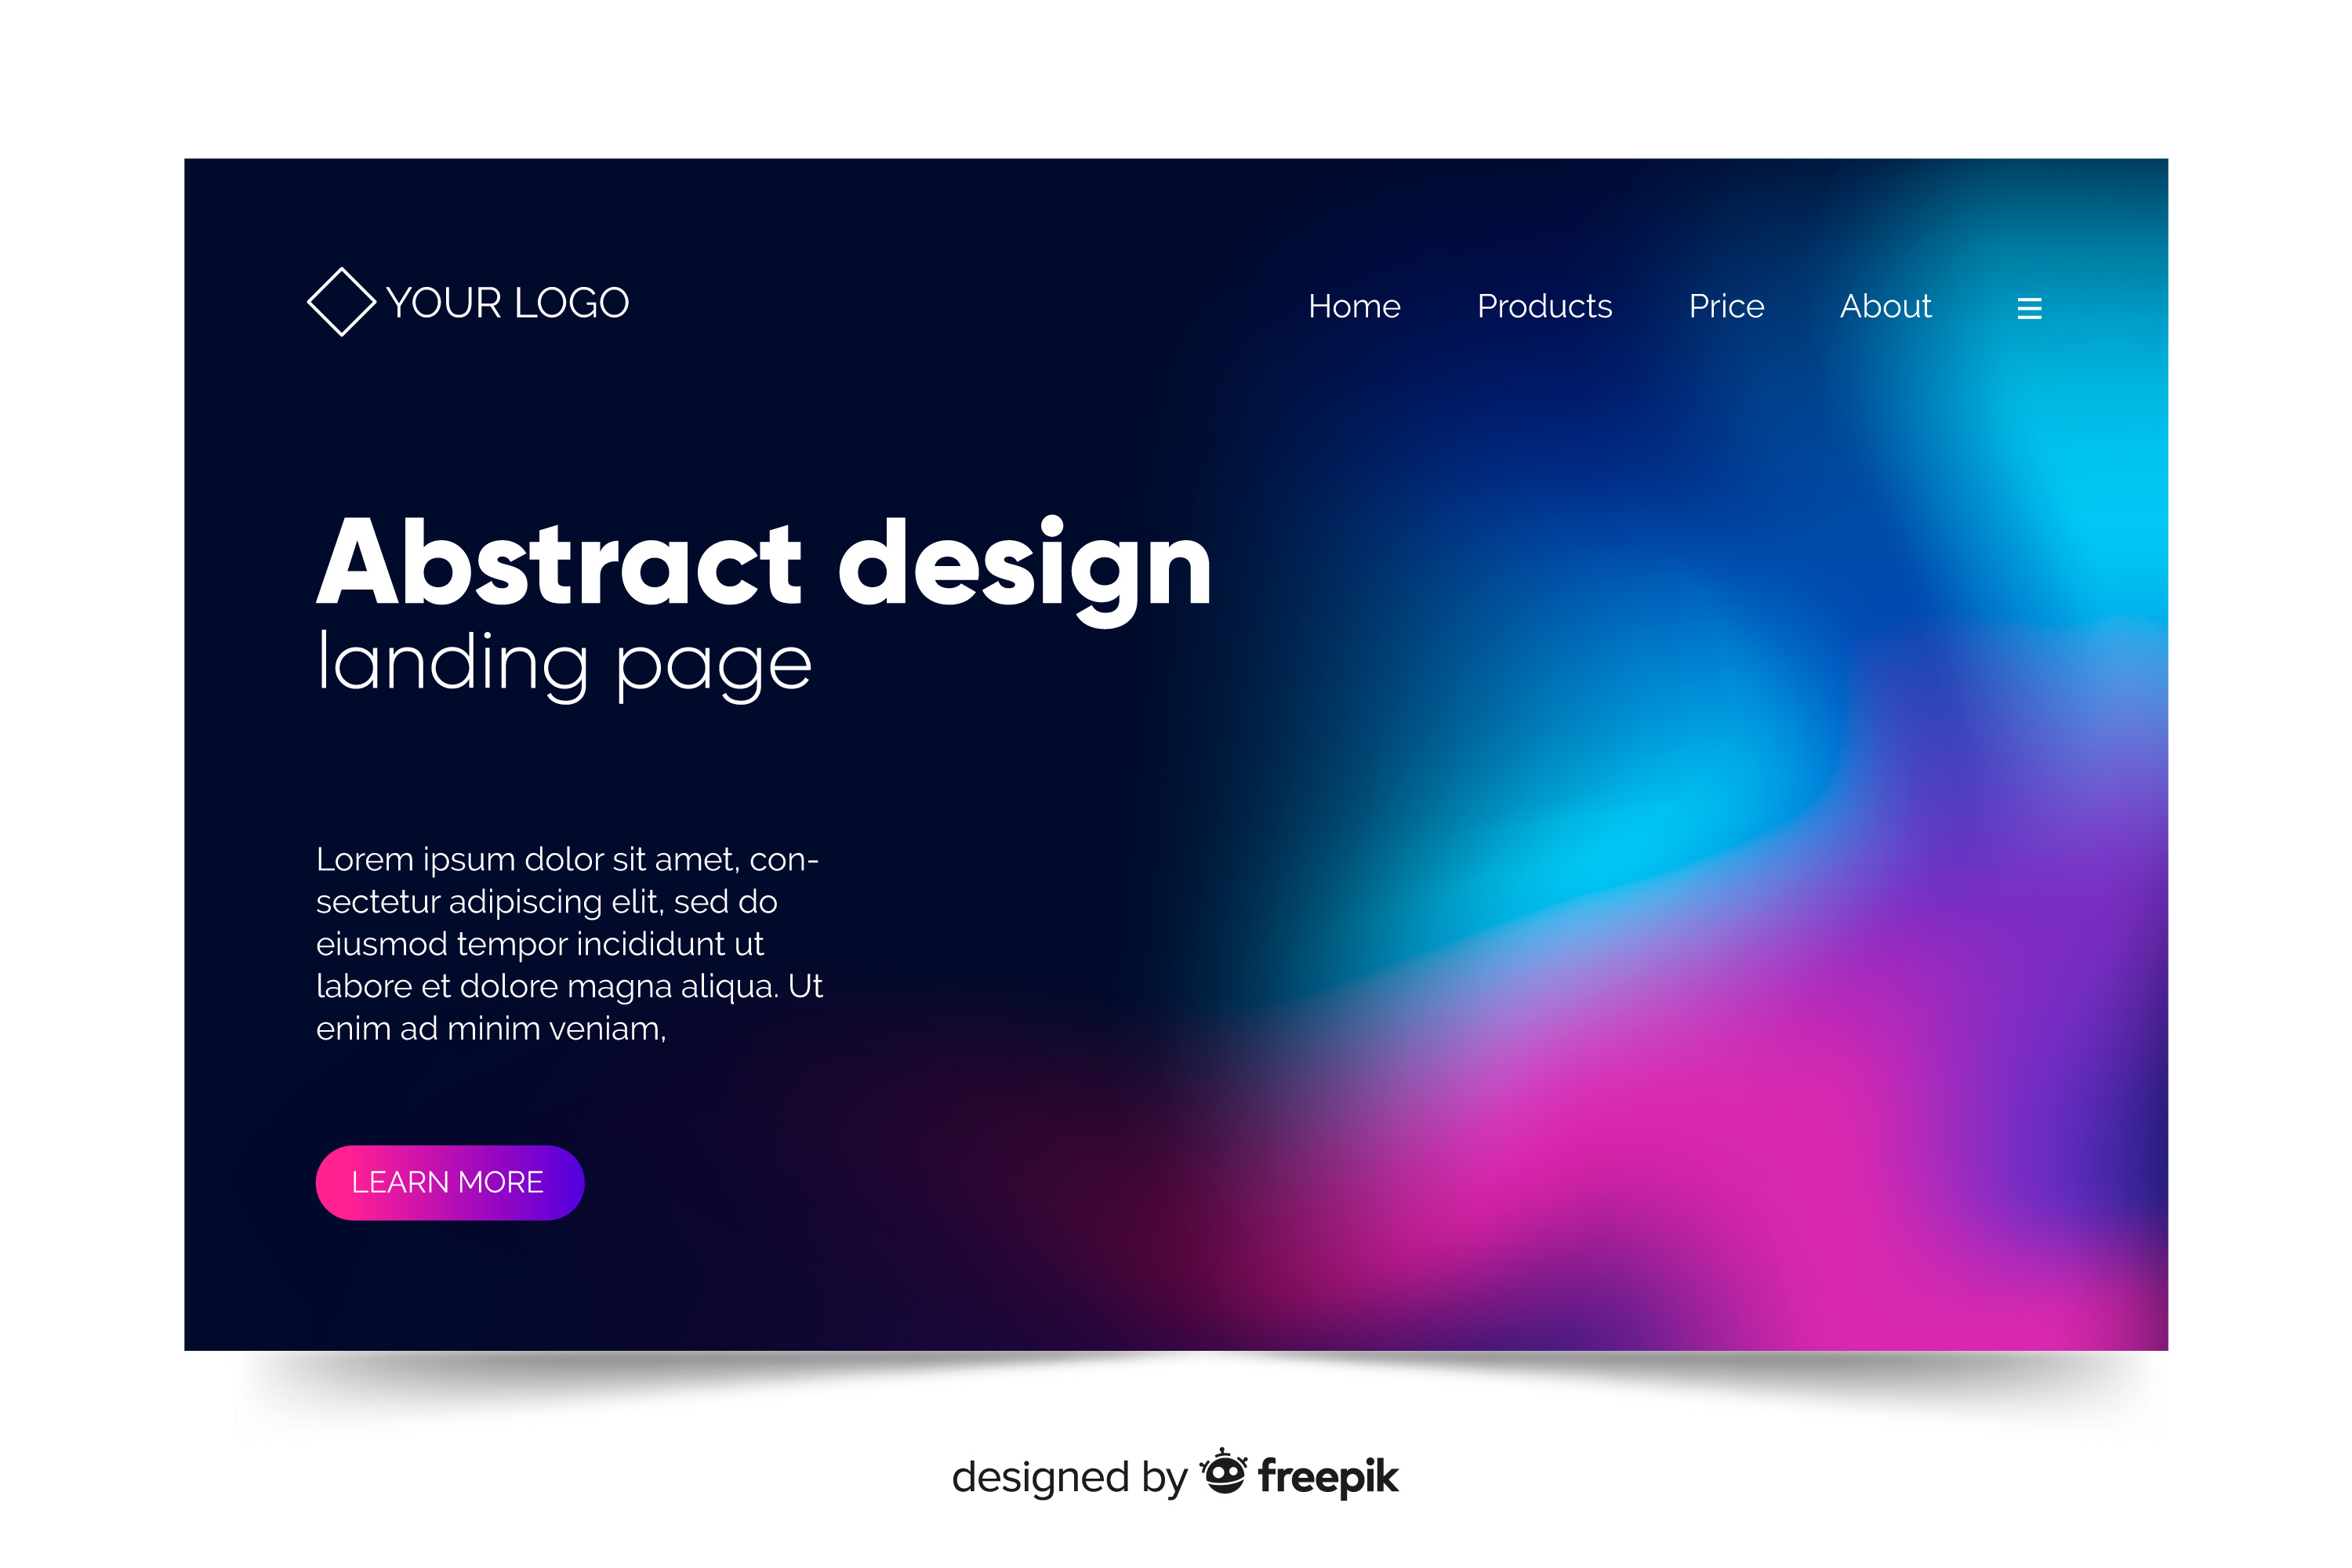 YOUR LOGO
Home Products Price About
Abstract design
landing page
Lorem ipsum dolor sit amet, con-
sectetur adipiscing elit, sed do
eiusmod tempor incididunt ut
labore et dolore magna aliqua. Ut
enim ad minim veniam,
LEARN MORE
designed by freepik